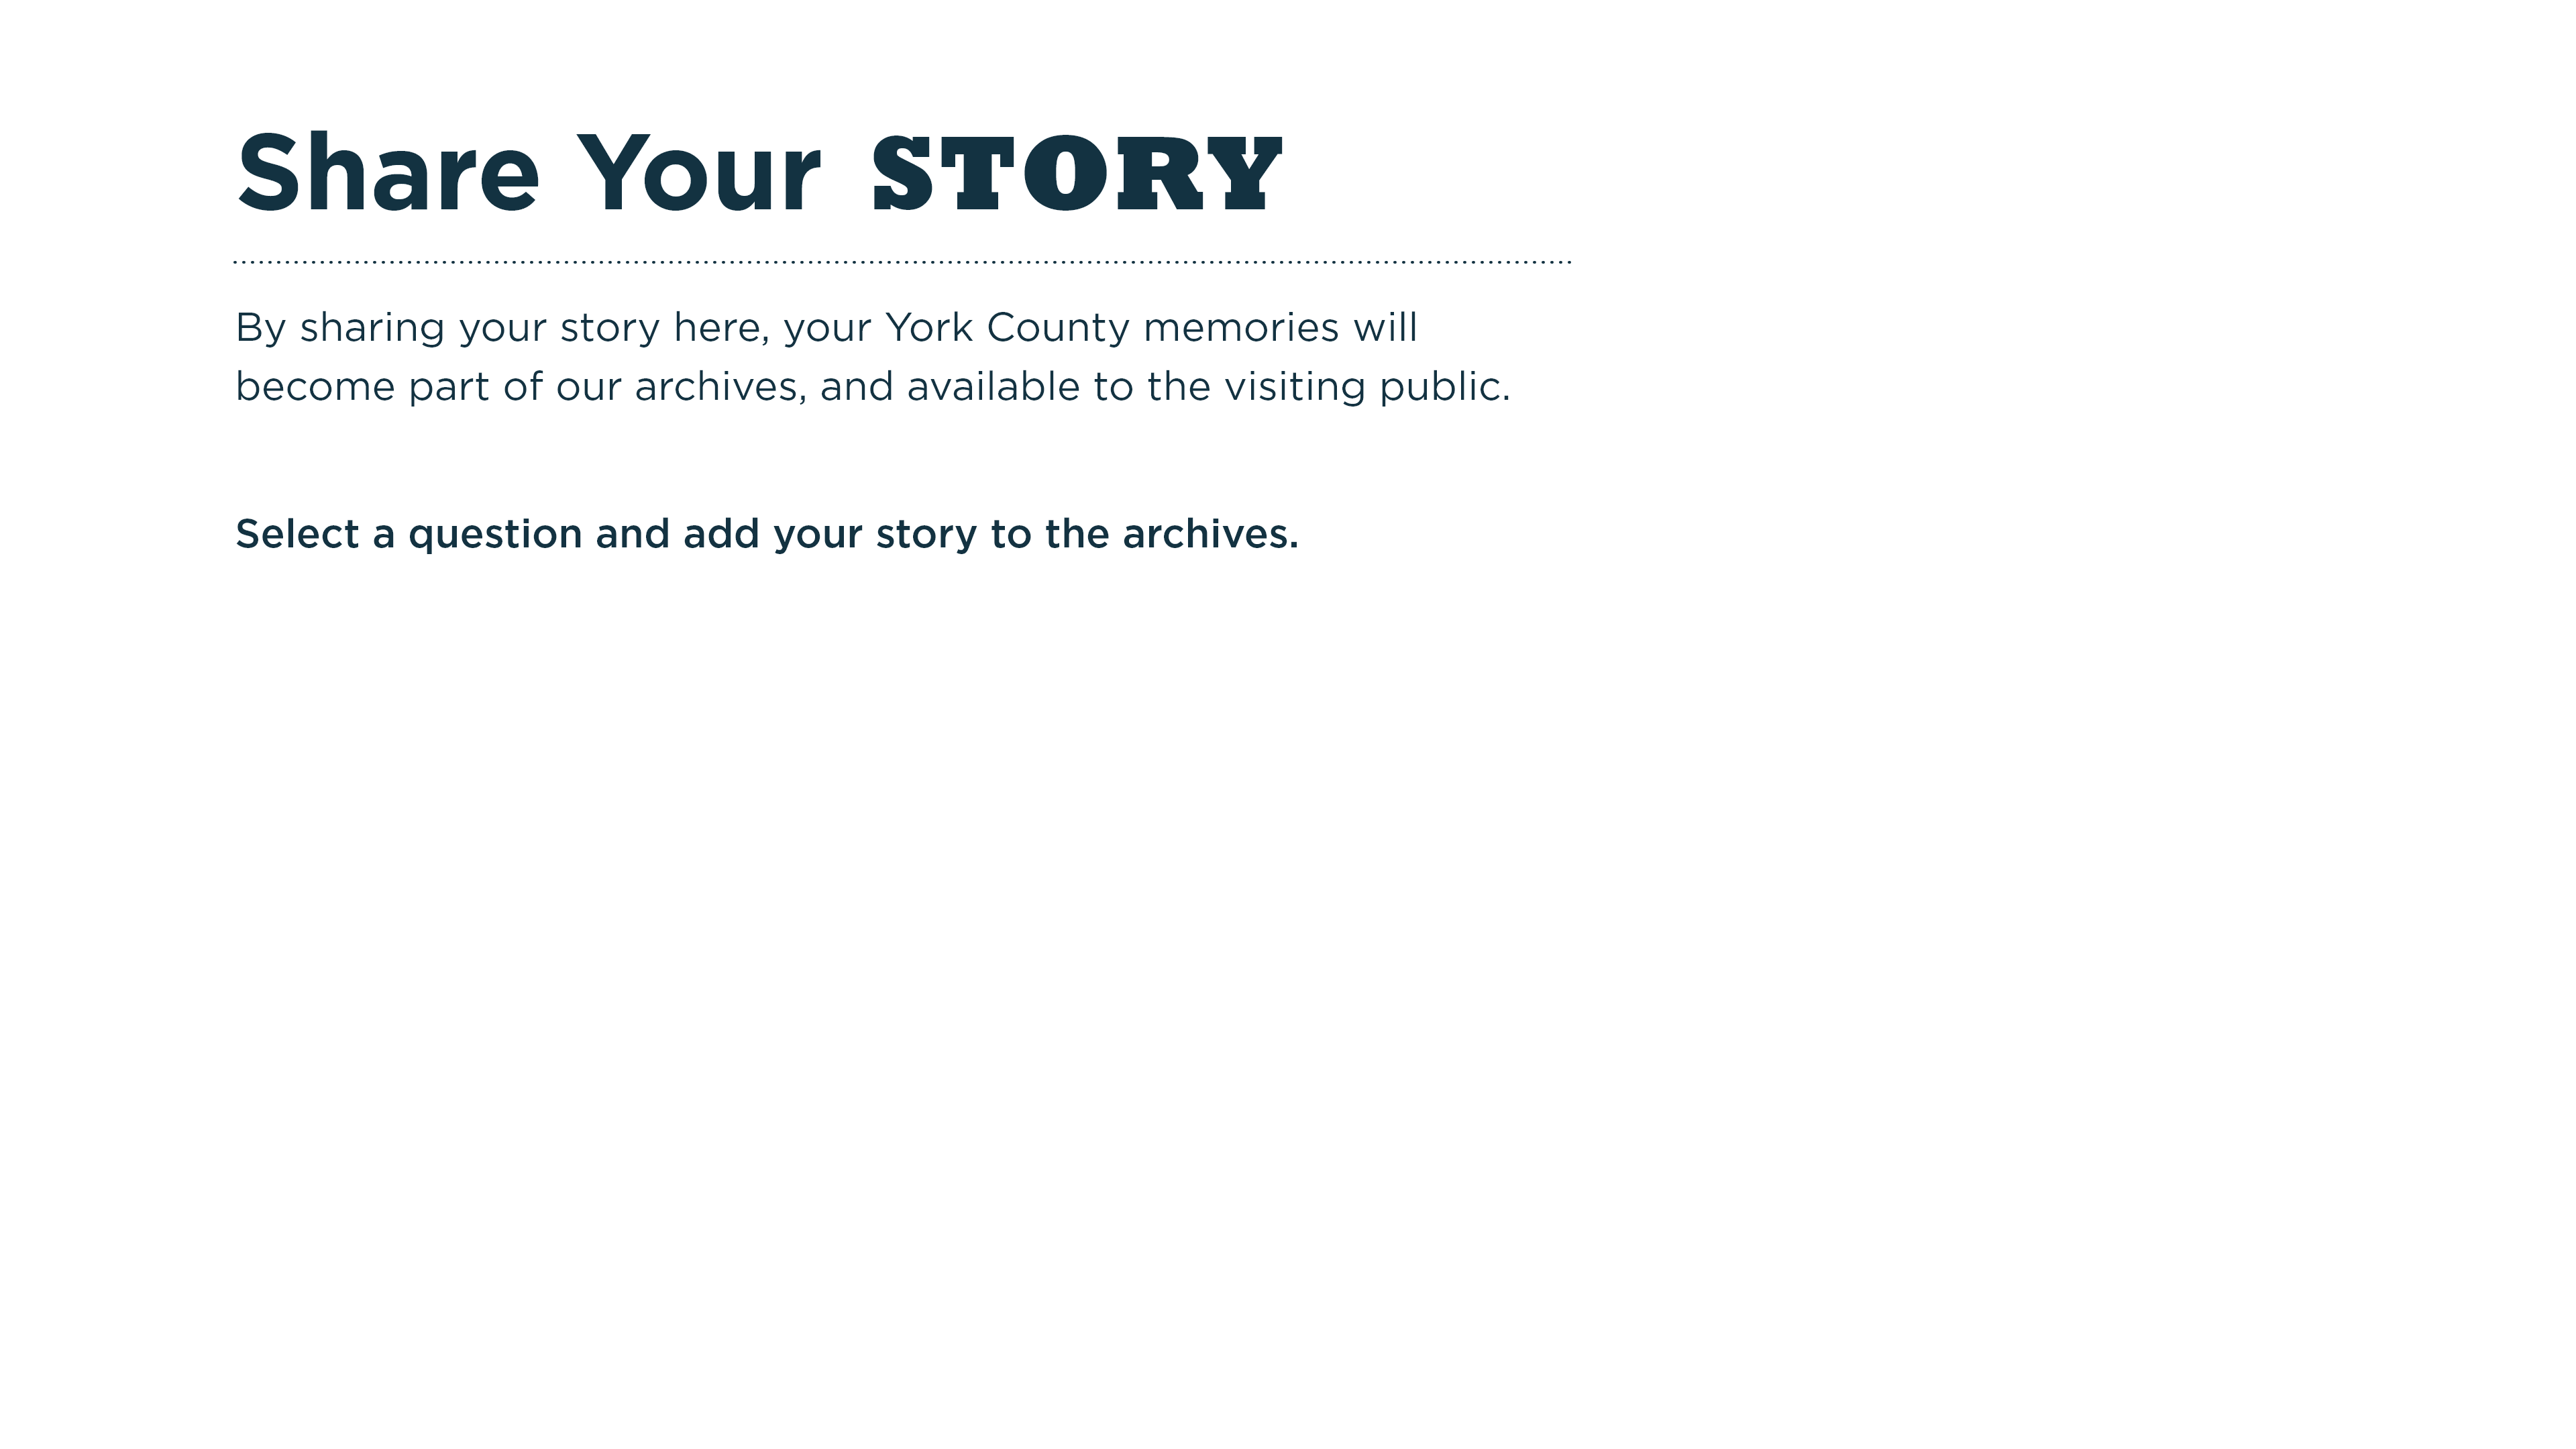 Share Your STORY
By sharing your story here, your York County memories will
become part of our archives, and available to the visiting public.
Select a question and add your story to the archives.